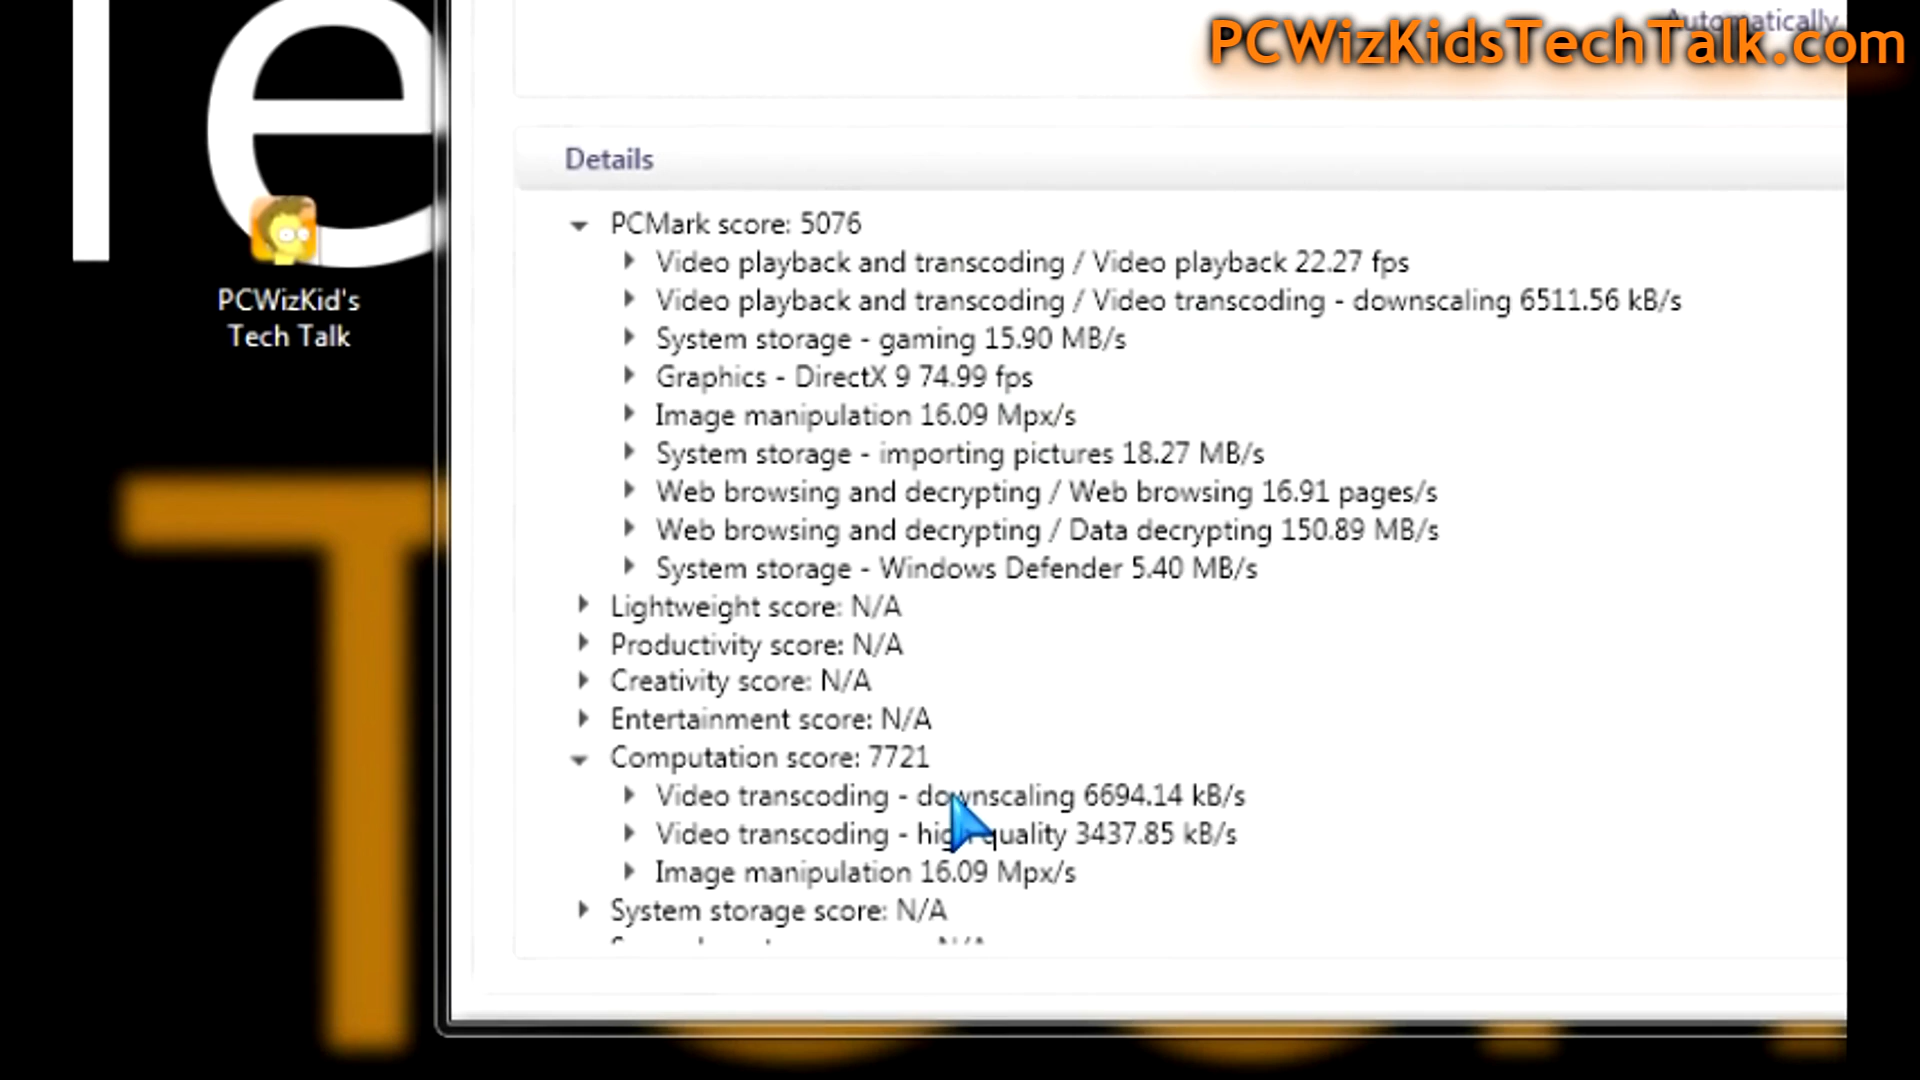 Te
Automatically
PCWizKidsTechTalk.com
Details
PCWizKid's
Tech Talk
PCMark score: 5076
Video playback and transcoding / Video playback 22.27 fps
Video playback and transcoding / Video transcoding - downscaling 6511.56 kB/s
System storage - gaming 15.90 MB/s
Graphics - DirectX 9 74.99 fps
Image manipulation 16.09 Mpx/s
System storage - importing pictures 18.27 MB/s
Web browsing and decrypting / Web browsing 16.91 pages/s
Web browsing and decrypting / Data decrypting 150.89 MB/s
System storage - Windows Defender 5.40 MB/s
Lightweight score: N/A
Productivity score: N/A
Creativity score: N/A
Entertainment score: N/A
Computation score: 7721
Video transcoding - downscaling 6694.14 kB/s
Video transcoding - high quality 3437.85 kB/s
Image manipulation 16.09 Mpx/s
System storage score: N/A